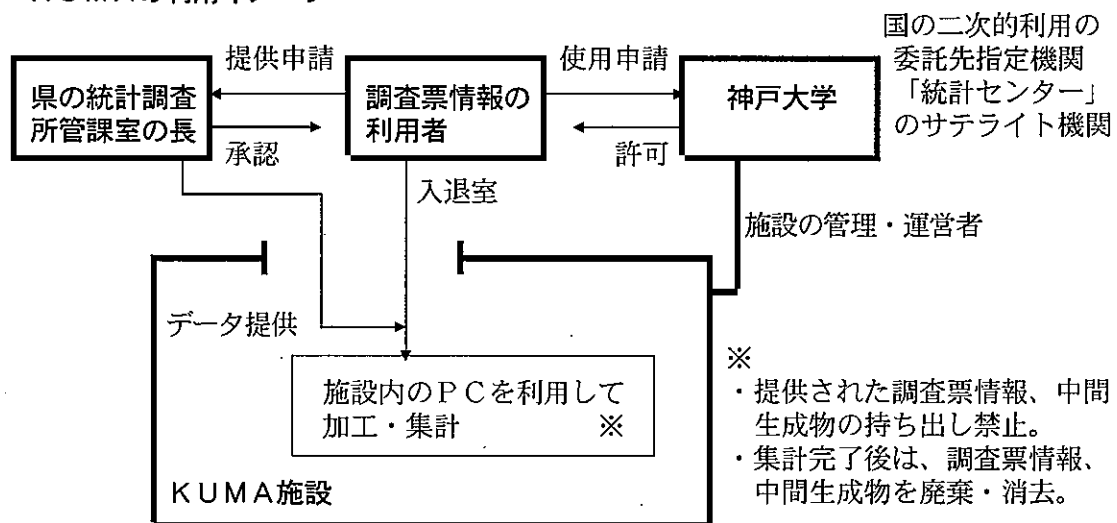 国の二次的利用の
委託先指定機関
「統計センター」
のサテライト機関
提供申請
使用申請
県の統計調査
所管課室の長
調査票情報の
利用者
神戸大学
承認
許可
入退室
施設の管理・運営者
データ提供
施設内のPCを利用して
加工・集計 ※
KUMA施設
※
・提供された調査票情報、中間
生成物の持ち出し禁止。
・集計完了後は、調査票情報、
中間生成物を廃棄・消去。